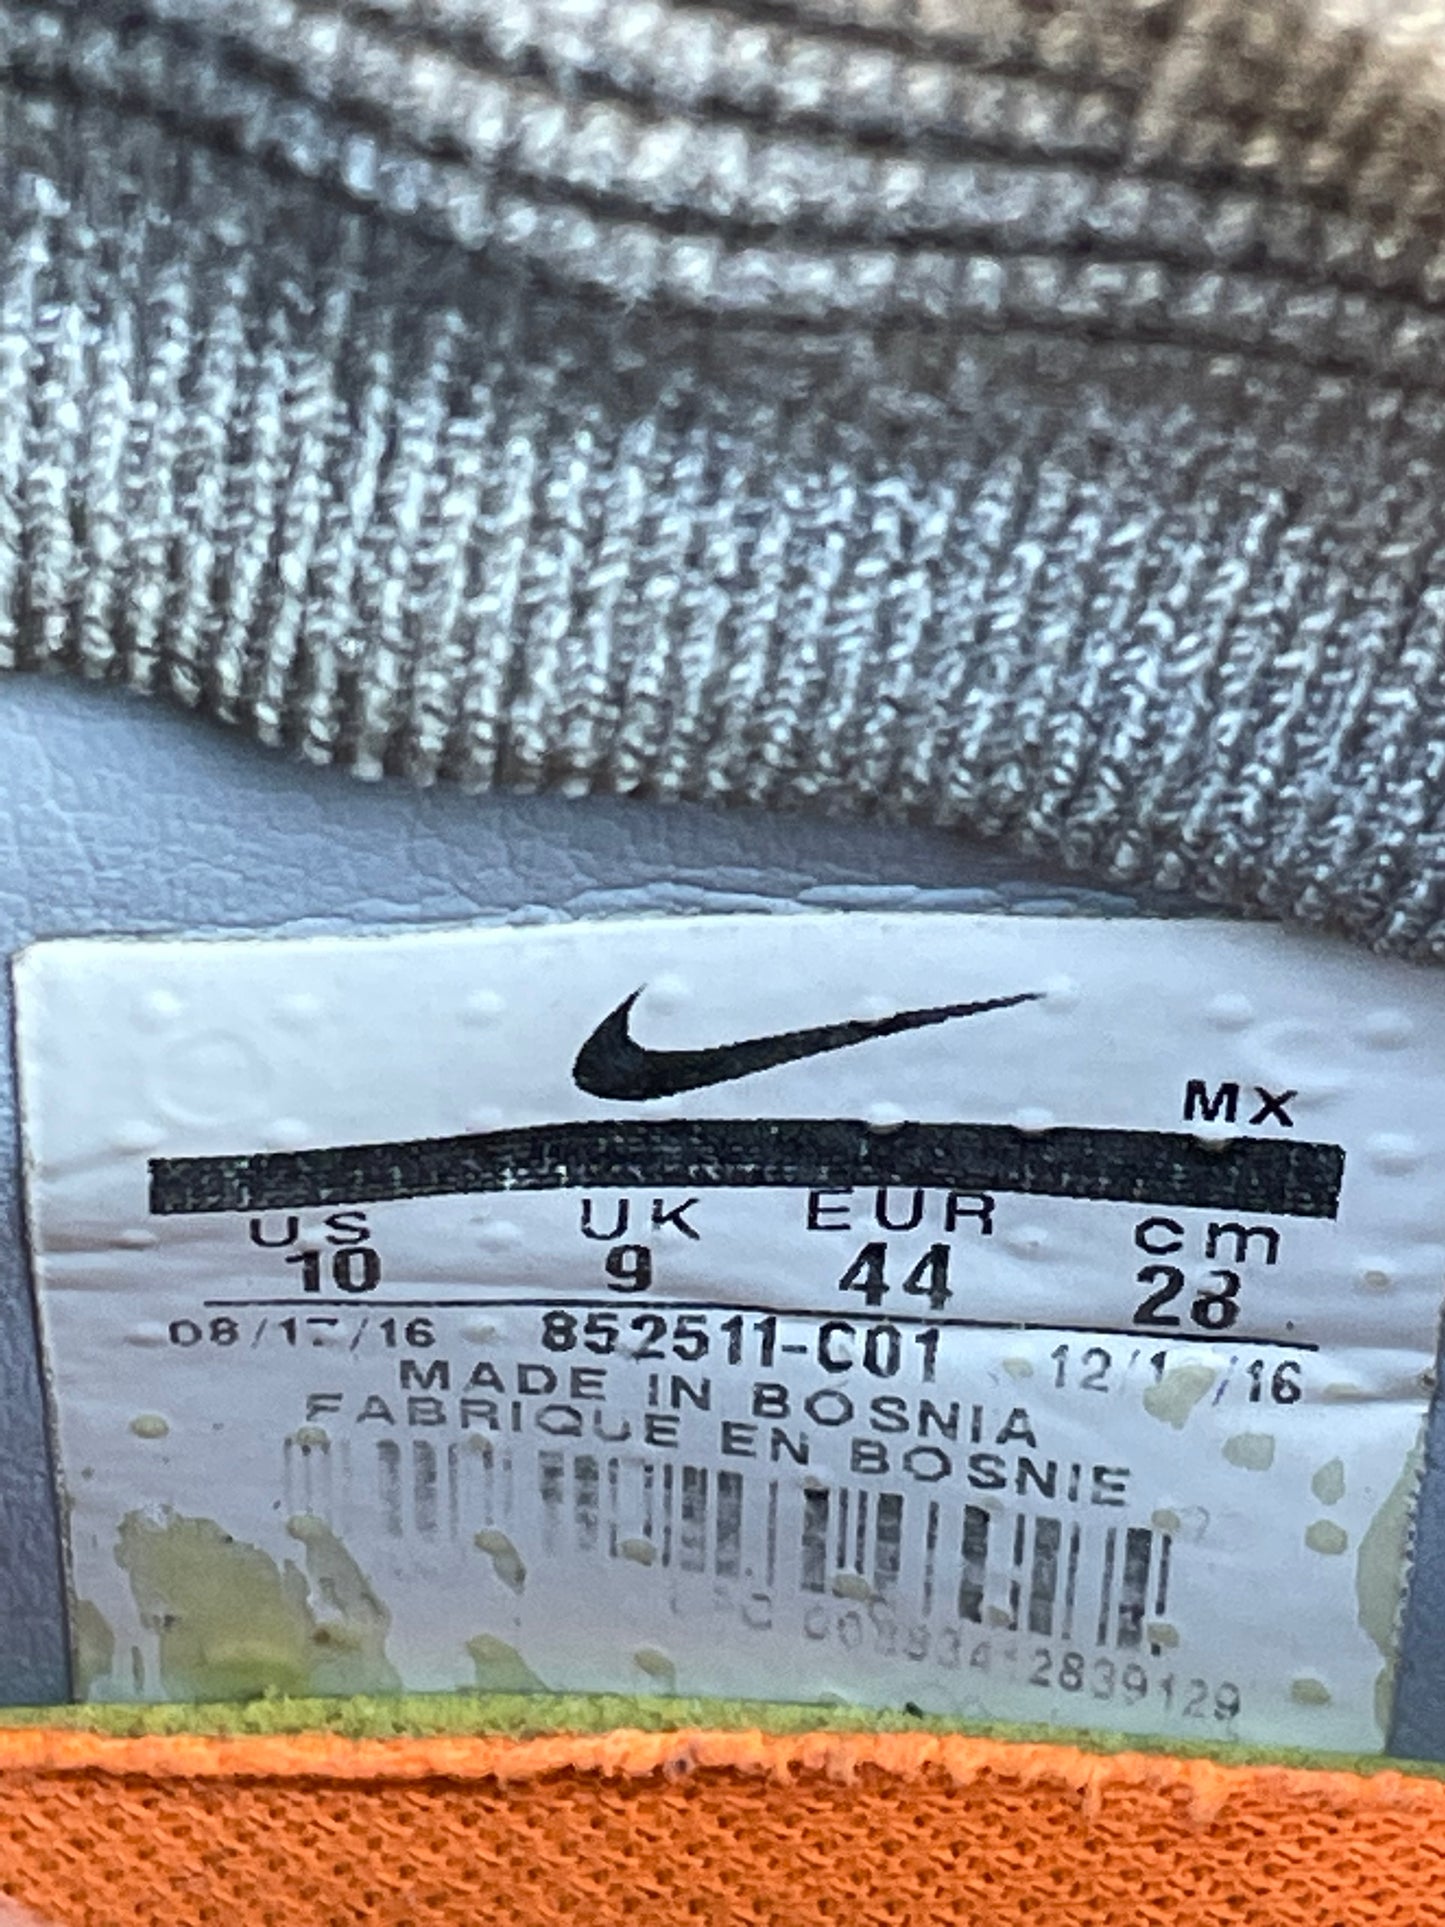 MX
US UK EUR cm
10 9 44 28
852511-C01
MADE IN BOSNIA
FABRIQUE EN BOSNIE